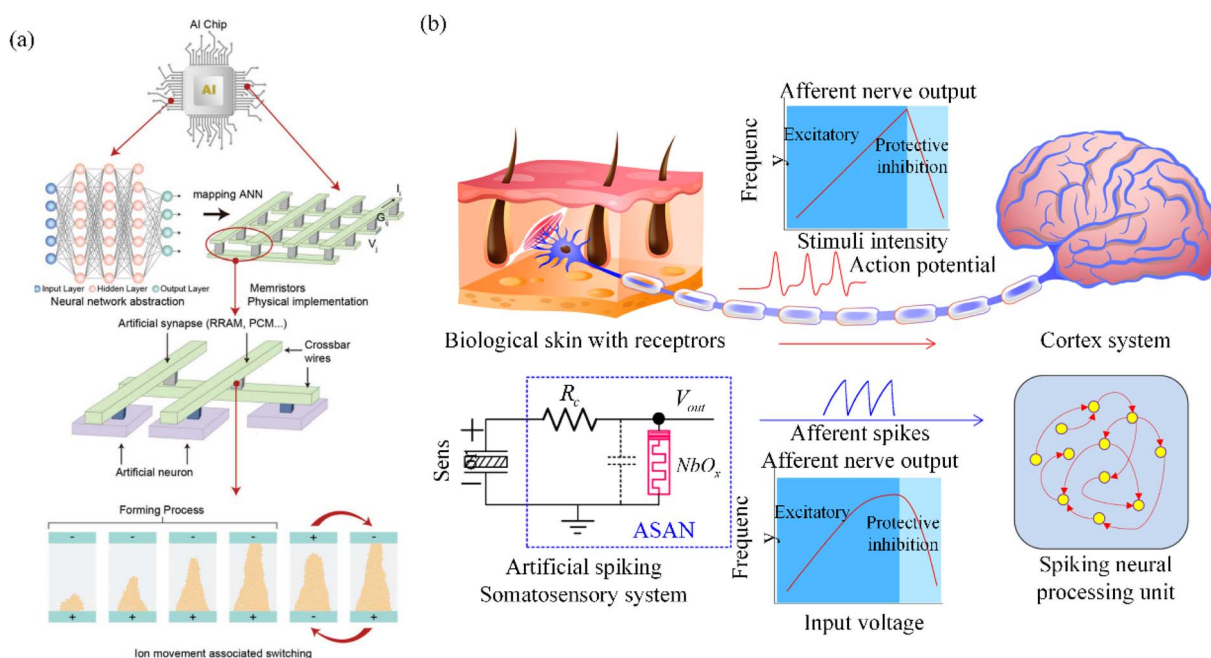 (a)
AI Chip
AI
mapping ANN
I
G
V
Input Layer Hidden Layer Output Layer
Neural network abstraction
Memristors
Physical implementation
Artificial synapse (RRAM, PCM...)
Crossbar
wires
Artificial neuron
Forming Process
- - - - + -
+ + + + - +
Ion movement associated switching
(b)
Afferent nerve output
Frequenc
y
Excitatory
Protective
inhibition
Stimuli intensity
Action potential
Biological skin with receptrors
Cortex system
Sens
+
−
R_c
V_out
NbO_x
ASAN
Artificial spiking
Somatosensory system
Afferent spikes
Afferent nerve output
Frequenc
y
Excitatory
Protective
inhibition
Input voltage
Spiking neural
processing unit